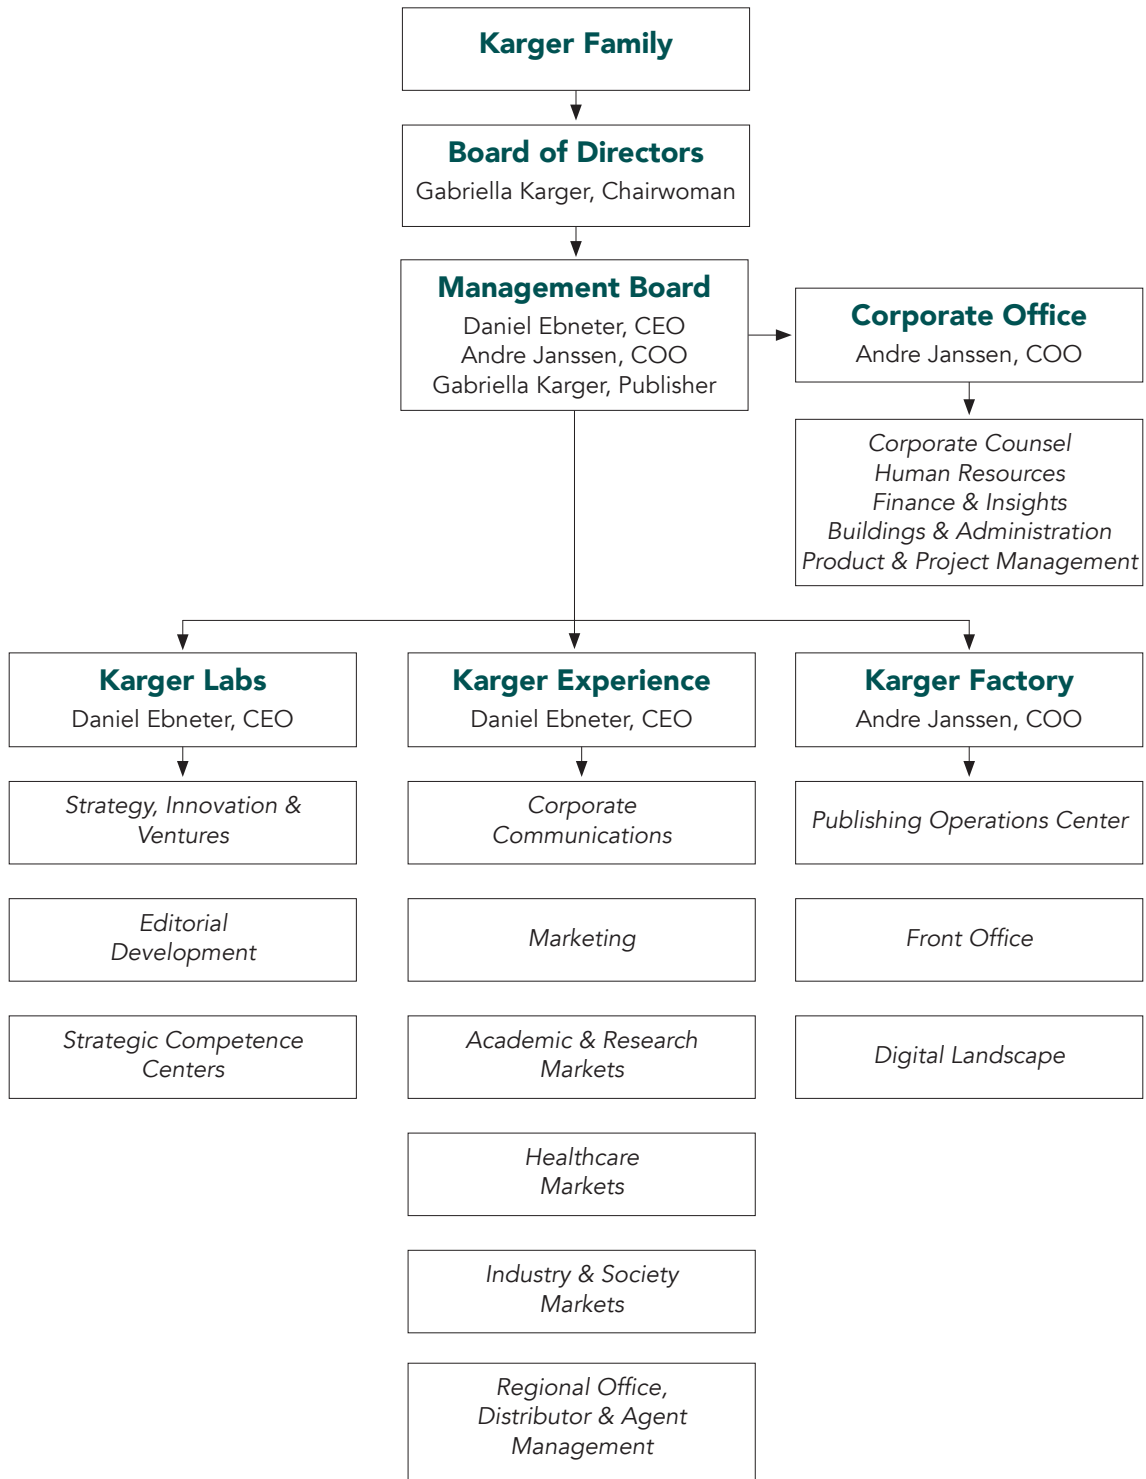 Karger Family
Board of Directors
Gabriella Karger, Chairwoman
Management Board
Daniel Ebneter, CEO
Andre Janssen, COO
Gabriella Karger, Publisher
Corporate Office
Andre Janssen, COO
Corporate Counsel
Human Resources
Finance & Insights
Buildings & Administration
Product & Project Management
Karger Labs
Daniel Ebneter, CEO
Strategy, Innovation &
Ventures
Editorial
Development
Strategic Competence
Centers
Karger Experience
Daniel Ebneter, CEO
Corporate
Communications
Marketing
Academic & Research
Markets
Healthcare
Markets
Industry & Society
Markets
Regional Office,
Distributor & Agent
Management
Karger Factory
Andre Janssen, COO
Publishing Operations Center
Front Office
Digital Landscape